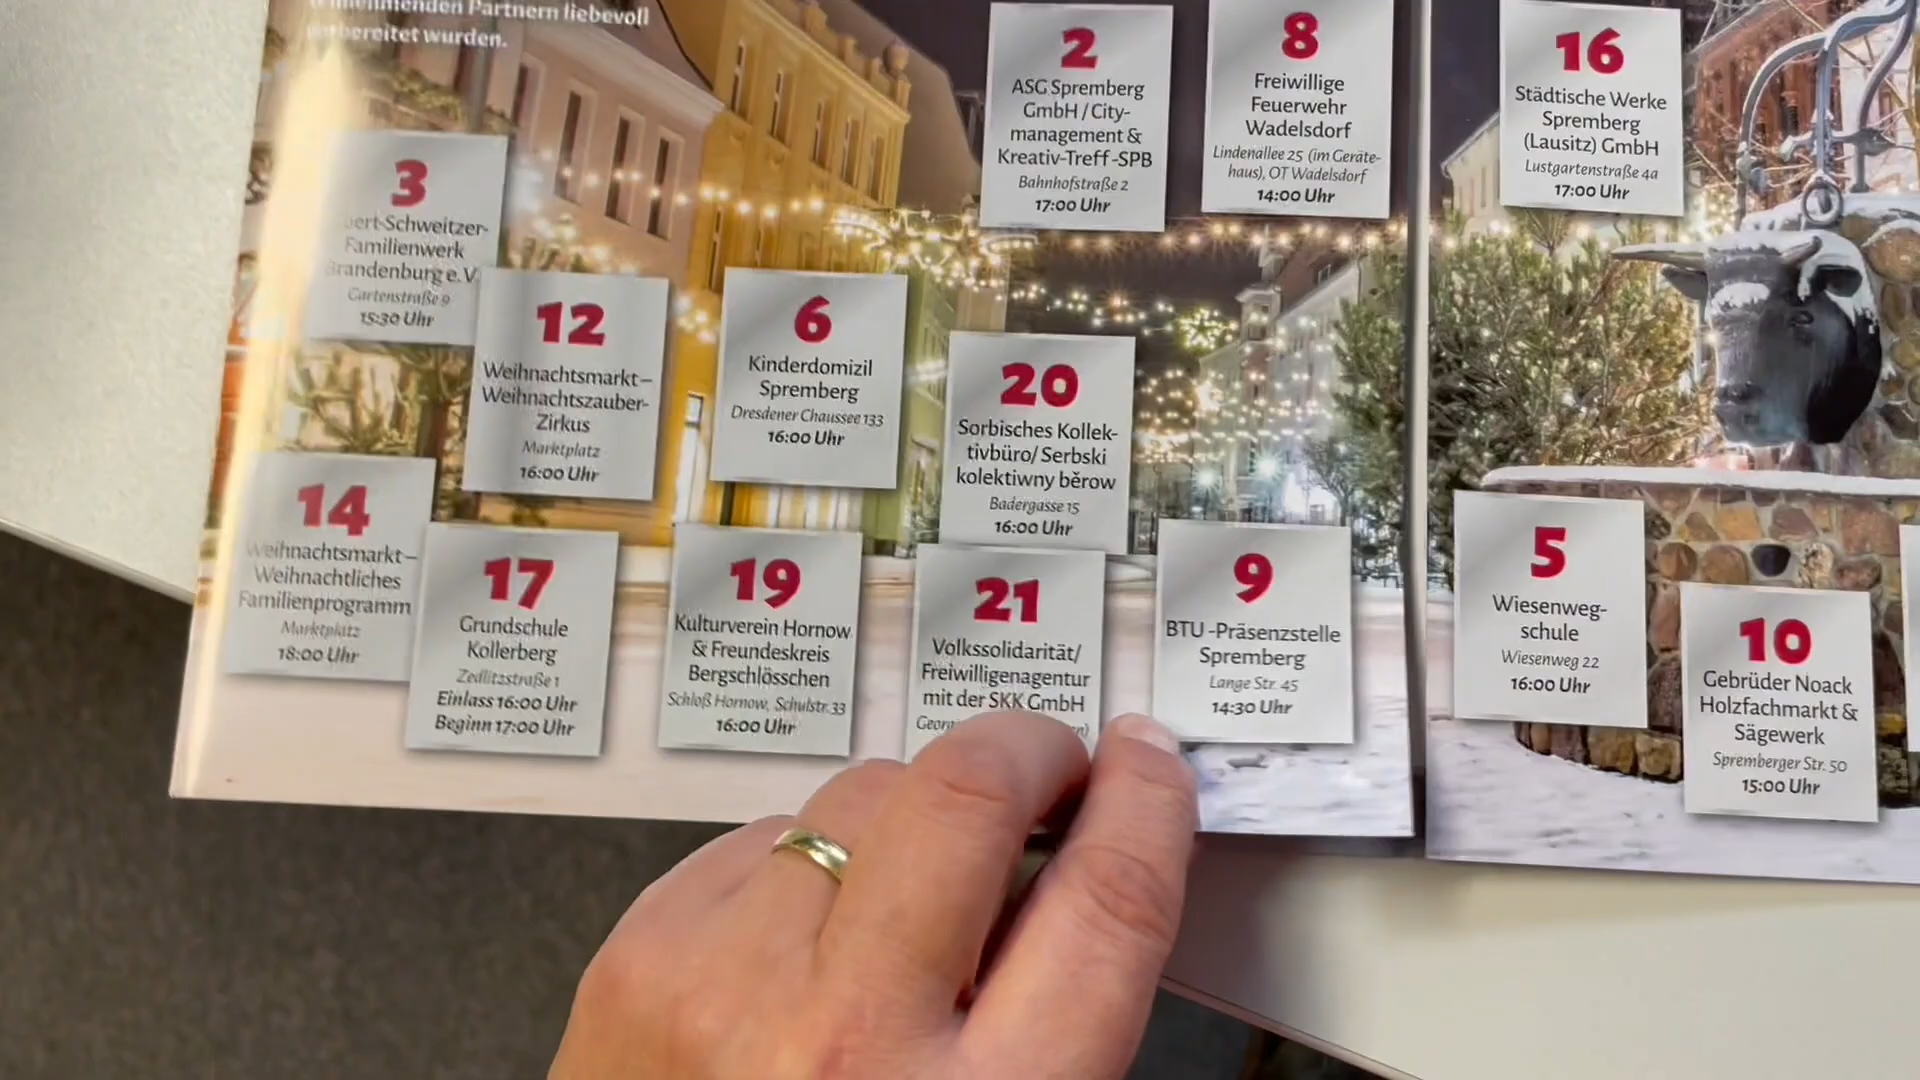 Partnern liebevoll
wurden.
2
ASG Spremberg
GmbH / City-
management &
Kreativ-Treff-SPB
Bahnhofstraße 2
17:00 Uhr
8
Freiwillige
Feuerwehr
Wadelsdorf
Lindenallee 25 (im Geräte-
haus), OT Wadelsdorf
14:00 Uhr
16
Städtische Werke
Spremberg
(Lausitz) GmbH
Lustgartenstraße 4a
17:00 Uhr
3
ert-Schweitzer-
Familienwerk
Brandenburg e.V.
Gartenstraße 9
15:30 Uhr
12
Weihnachtsmarkt –
Weihnachtszauber-
Zirkus
Marktplatz
16:00 Uhr
6
Kinderdomizil
Spremberg
Dresdener Chaussee 133
16:00 Uhr
20
Sorbisches Kollek-
tivbüro/ Serbski
kolektiwny běrow
Badergasse 15
16:00 Uhr
14
Weihnachtsmarkt –
Weihnachtliches
Familienprogramm
Marktplatz
18:00 Uhr
17
Grundschule
Kollerberg
Zedlitzstraße 1
Einlass 16:00 Uhr
Beginn 17:00 Uhr
19
Kulturverein Hornow
& Freundeskreis
Bergschlösschen
Schloß Hornow, Schulstr. 33
16:00 Uhr
21
Volkssolidarität/
Freiwilligenagentur
mit der SKK GmbH
9
BTU -Präsenzstelle
Spremberg
Lange Str. 45
14:30 Uhr
5
Wiesenweg-
schule
Wiesenweg 22
16:00 Uhr
10
Gebrüder Noack
Holzfachmarkt &
Sägewerk
Spremberger Str. 50
15:00 Uhr